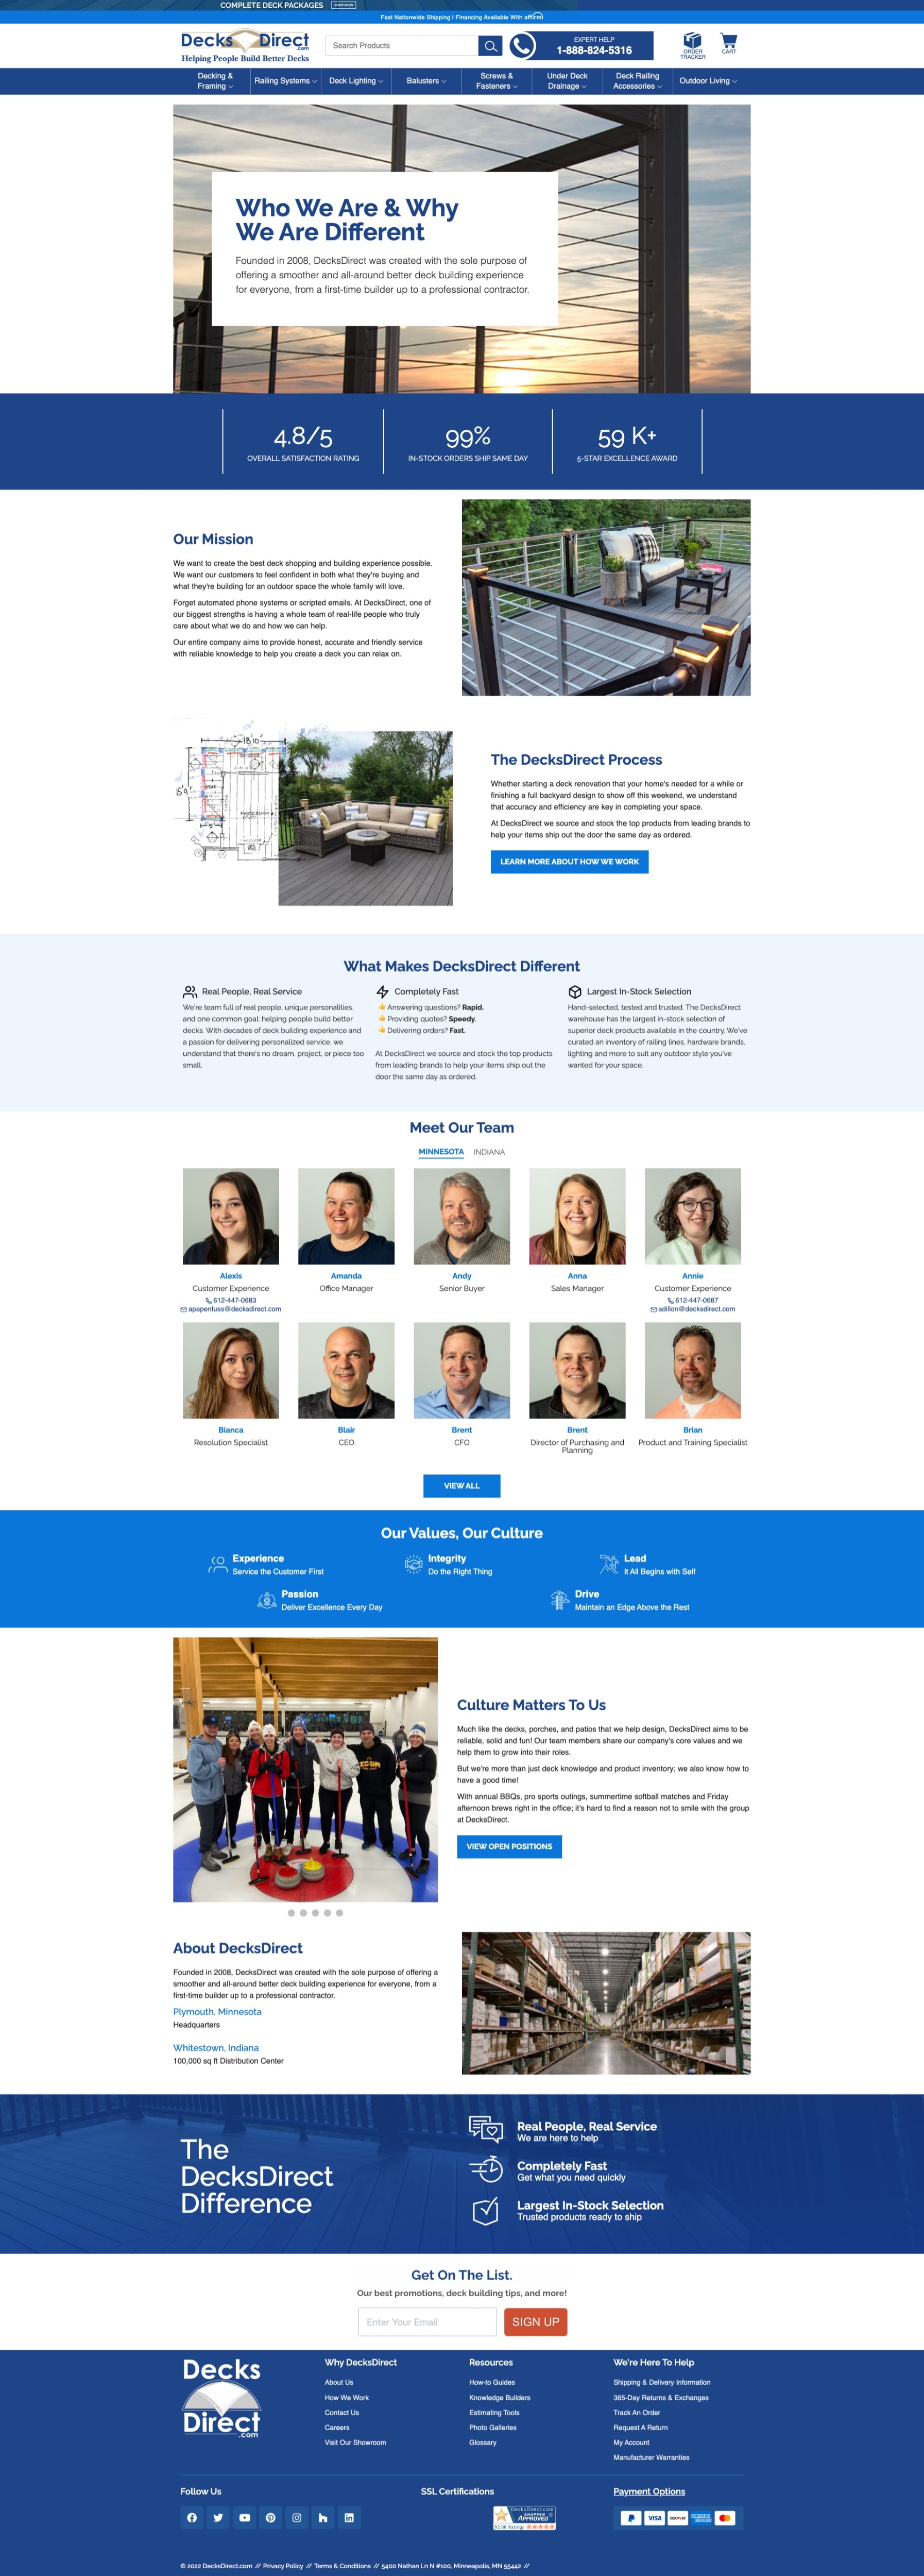 COMPLETE DECK PACKAGES SHOP NOW
Fast Nationwide Shipping | Financing Available With affirm
Decks Direct
.com
Helping People Build Better Decks
Search Products
EXPERT HELP
1-888-824-5316
ORDER
TRACKER
CART
Decking &
Framing
Railing Systems
Deck Lighting
Balusters
Screws &
Fasteners
Under Deck
Drainage
Deck Railing
Accessories
Outdoor Living
Who We Are & Why
We Are Different
Founded in 2008, DecksDirect was created with the sole purpose of
offering a smoother and all-around better deck building experience
for everyone, from a first-time builder up to a professional contractor.
4.8/5
OVERALL SATISFACTION RATING
99%
IN-STOCK ORDERS SHIP SAME DAY
59 K+
5-STAR EXCELLENCE AWARD
Our Mission
We want to create the best deck shopping and building experience possible.
We want our customers to feel confident in both what they're buying and
what they're building for an outdoor space the whole family will love.
Forget automated phone systems or scripted emails. At DecksDirect, one of
our biggest strengths is having a whole team of real-life people who truly
care about what we do and how we can help.
Our entire company aims to provide honest, accurate and friendly service
with reliable knowledge to help you create a deck you can relax on.
The DecksDirect Process
Whether starting a deck renovation that your home's needed for a while or
finishing a full backyard design to show off this weekend, we understand
that accuracy and efficiency are key in completing your space.
At DecksDirect we source and stock the top products from leading brands to
help your items ship out the door the same day as ordered.
LEARN MORE ABOUT HOW WE WORK
What Makes DecksDirect Different
Real People, Real Service
We're team full of real people, unique personalities,
and one common goal: helping people build better
decks. With decades of deck building experience and
a passion for delivering personalized service, we
understand that there's no dream, project, or piece too
small.
Completely Fast
Answering questions? Rapid.
Providing quotes? Speedy.
Delivering orders? Fast.
At DecksDirect we source and stock the top products
from leading brands to help your items ship out the
door the same day as ordered.
Largest In-Stock Selection
Hand-selected, tested and trusted. The DecksDirect
warehouse has the largest in-stock selection of
superior deck products available in the country. We've
curated an inventory of railing lines, hardware brands,
lighting and more to suit any outdoor style you've
wanted for your space.
Meet Our Team
MINNESOTA INDIANA
Alexis
Customer Experience
612-447-0683
apapenfuss@decksdirect.com
Amanda
Office Manager
Andy
Senior Buyer
Anna
Sales Manager
Annie
Customer Experience
612-447-0687
adillon@decksdirect.com
Bianca
Resolution Specialist
Blair
CEO
Brent
CFO
Brent
Director of Purchasing and
Planning
Brian
Product and Training Specialist
VIEW ALL
Our Values, Our Culture
Experience
Service the Customer First
Integrity
Do the Right Thing
Lead
It All Begins with Self
Passion
Deliver Excellence Every Day
Drive
Maintain an Edge Above the Rest
Culture Matters To Us
Much like the decks, porches, and patios that we help design, DecksDirect aims to be
reliable, solid and fun! Our team members share our company's core values and we
help them to grow into their roles.
But we're more than just deck knowledge and product inventory; we also know how to
have a good time!
With annual BBQs, pro sports outings, summertime softball matches and Friday
afternoon brews right in the office; it's hard to find a reason not to smile with the group
at DecksDirect.
VIEW OPEN POSITIONS
About DecksDirect
Founded in 2008, DecksDirect was created with the sole purpose of offering a
smoother and all-around better deck building experience for everyone, from a
first-time builder up to a professional contractor.
Plymouth, Minnesota
Headquarters
Whitestown, Indiana
100,000 sq ft Distribution Center
The
DecksDirect
Difference
Real People, Real Service
We are here to help
Completely Fast
Get what you need quickly
Largest In-Stock Selection
Trusted products ready to ship
Get On The List.
Our best promotions, deck building tips, and more!
Enter Your Email
SIGN UP
Decks
Direct
.com
Why DecksDirect
About Us
How We Work
Contact Us
Careers
Visit Our Showroom
Resources
How-to Guides
Knowledge Builders
Estimating Tools
Photo Galleries
Glossary
We're Here To Help
Shipping & Delivery Information
365-Day Returns & Exchanges
Track An Order
Request A Return
My Account
Manufacturer Warranties
Follow Us
SSL Certifications
DecksDirect.com
SHOPPER
APPROVED
Payment Options
VISA
DISCOVER
© 2022 DecksDirect.com // Privacy Policy // Terms & Conditions // 5400 Nathan Ln N #100, Minneapolis, MN 55442 //